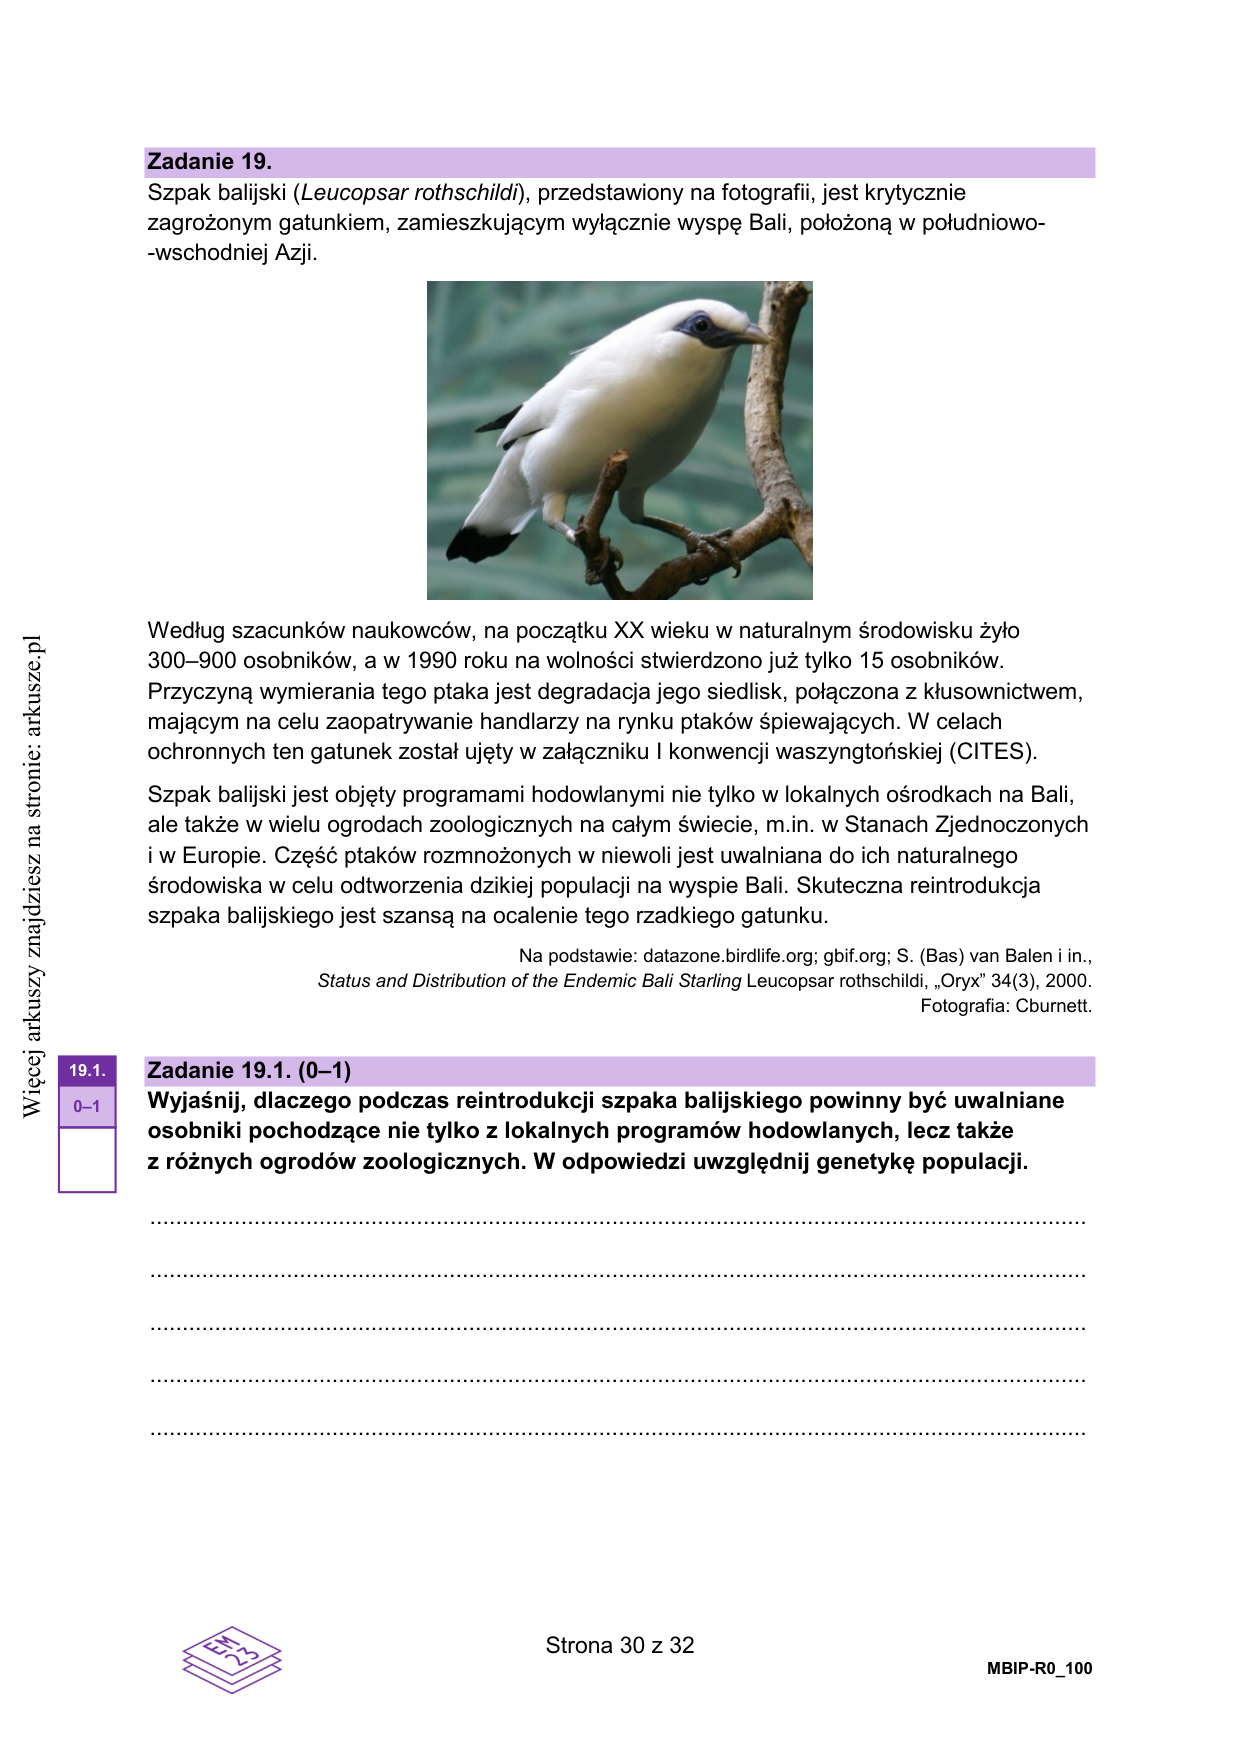 Zadanie 19.
Szpak balijski (Leucopsar rothschildi), przedstawiony na fotografii, jest krytycznie
zagrożonym gatunkiem, zamieszkującym wyłącznie wyspę Bali, położoną w południowo-
-wschodniej Azji.
Według szacunków naukowców, na początku XX wieku w naturalnym środowisku żyło
300–900 osobników, a w 1990 roku na wolności stwierdzono już tylko 15 osobników.
Przyczyną wymierania tego ptaka jest degradacja jego siedlisk, połączona z kłusownictwem,
mającym na celu zaopatrywanie handlarzy na rynku ptaków śpiewających. W celach
ochronnych ten gatunek został ujęty w załączniku I konwencji waszyngtońskiej (CITES).
Szpak balijski jest objęty programami hodowlanymi nie tylko w lokalnych ośrodkach na Bali,
ale także w wielu ogrodach zoologicznych na całym świecie, m.in. w Stanach Zjednoczonych
i w Europie. Część ptaków rozmnożonych w niewoli jest uwalniana do ich naturalnego
środowiska w celu odtworzenia dzikiej populacji na wyspie Bali. Skuteczna reintrodukcja
szpaka balijskiego jest szansą na ocalenie tego rzadkiego gatunku.
Na podstawie: datazone.birdlife.org; gbif.org; S. (Bas) van Balen i in.,
Status and Distribution of the Endemic Bali Starling Leucopsar rothschildi, „Oryx” 34(3), 2000.
Fotografia: Cburnett.
Więcej arkuszy znajdziesz na stronie: arkusze.pl
19.1.
0–1
Zadanie 19.1. (0–1)
Wyjaśnij, dlaczego podczas reintrodukcji szpaka balijskiego powinny być uwalniane
osobniki pochodzące nie tylko z lokalnych programów hodowlanych, lecz także
z różnych ogrodów zoologicznych. W odpowiedzi uwzględnij genetykę populacji.
EM
23
Strona 30 z 32
MBIP-R0_100